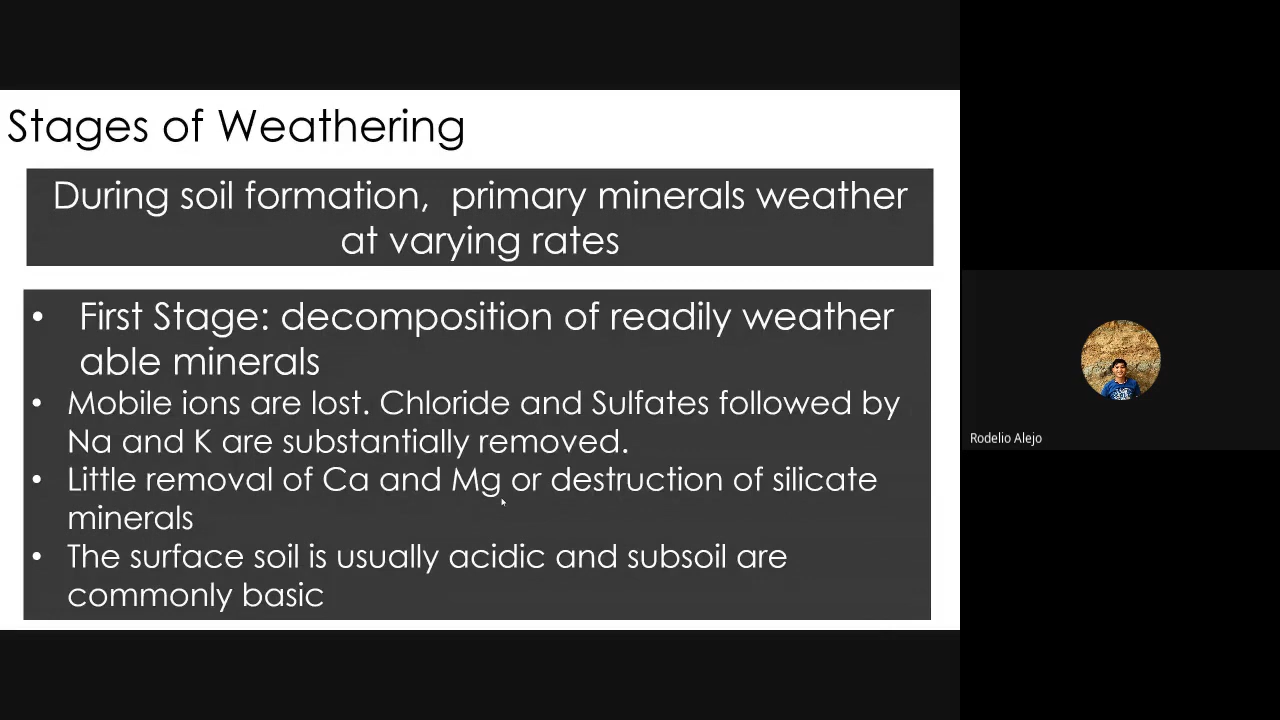 Stages of Weathering
During soil formation,  primary minerals weather
at varying rates
• First Stage: decomposition of readily weather
able minerals
• Mobile ions are lost. Chloride and Sulfates followed by
Na and K are substantially removed.
• Little removal of Ca and Mg or destruction of silicate
minerals
• The surface soil is usually acidic and subsoil are
commonly basic
Rodelio Alejo